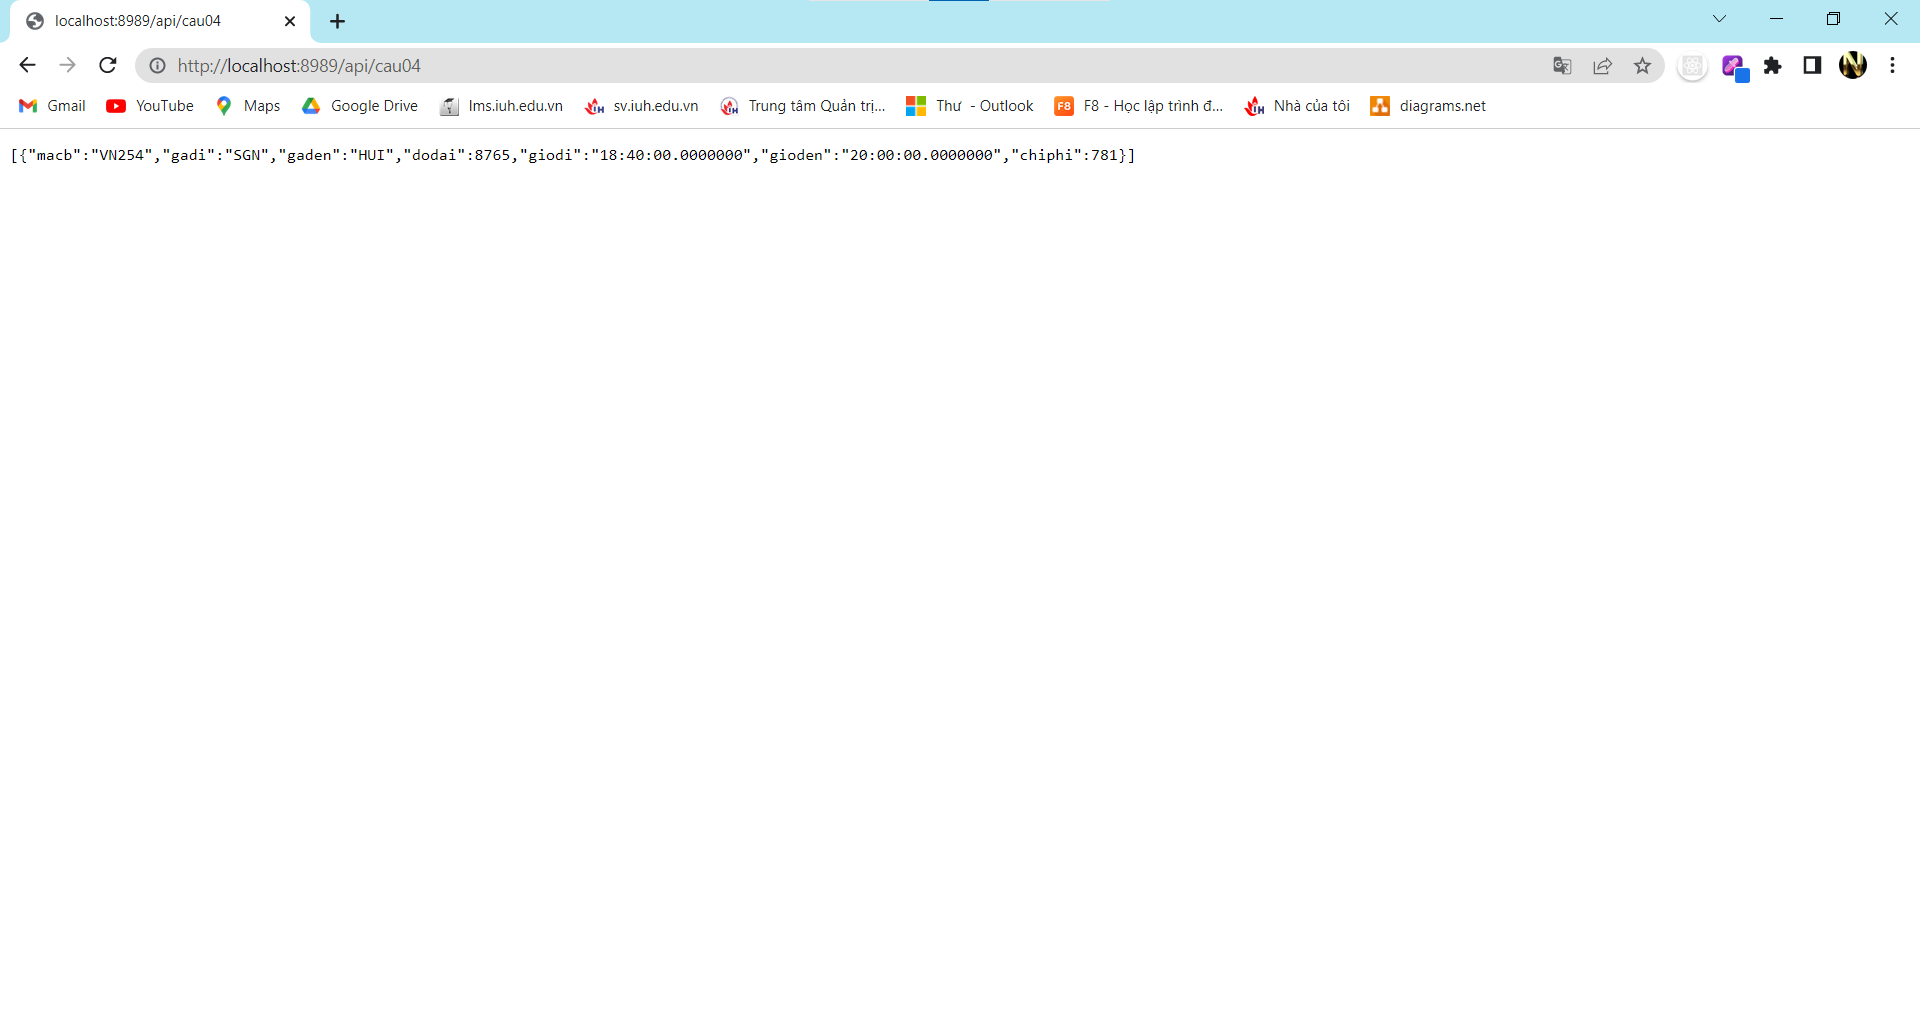 localhost:8989/api/cau04
http://localhost:8989/api/cau04
Gmail YouTube Maps Google Drive lms.iuh.edu.vn sv.iuh.edu.vn Trung tâm Quản trị... Thư - Outlook F8 F8 - Học lập trình đ... Nhà của tôi diagrams.net
[{"macb":"VN254","gadi":"SGN","gaden":"HUI","dodai":8765,"giodi":"18:40:00.0000000","gioden":"20:00:00.0000000","chiphi":781}]